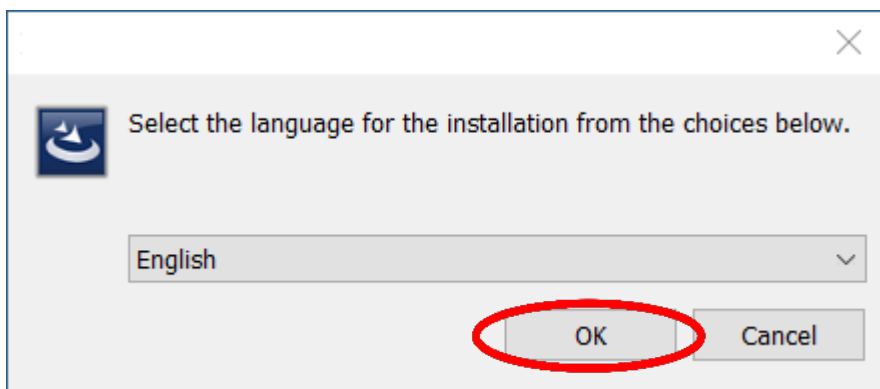 Select the language for the installation from the choices below.
English
OK
Cancel